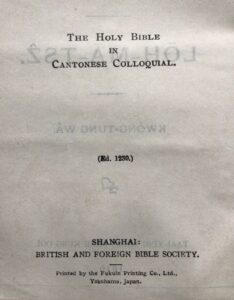 THE HOLY BIBLE
IN
CANTONESE COLLOQUIAL.
(Ed. 1230.)
SHANGHAI:
BRITISH AND FOREIGN BIBLE SOCIETY.
Printed by the Fukuin Printing Co., Ltd.,
Yokohama, Japan.